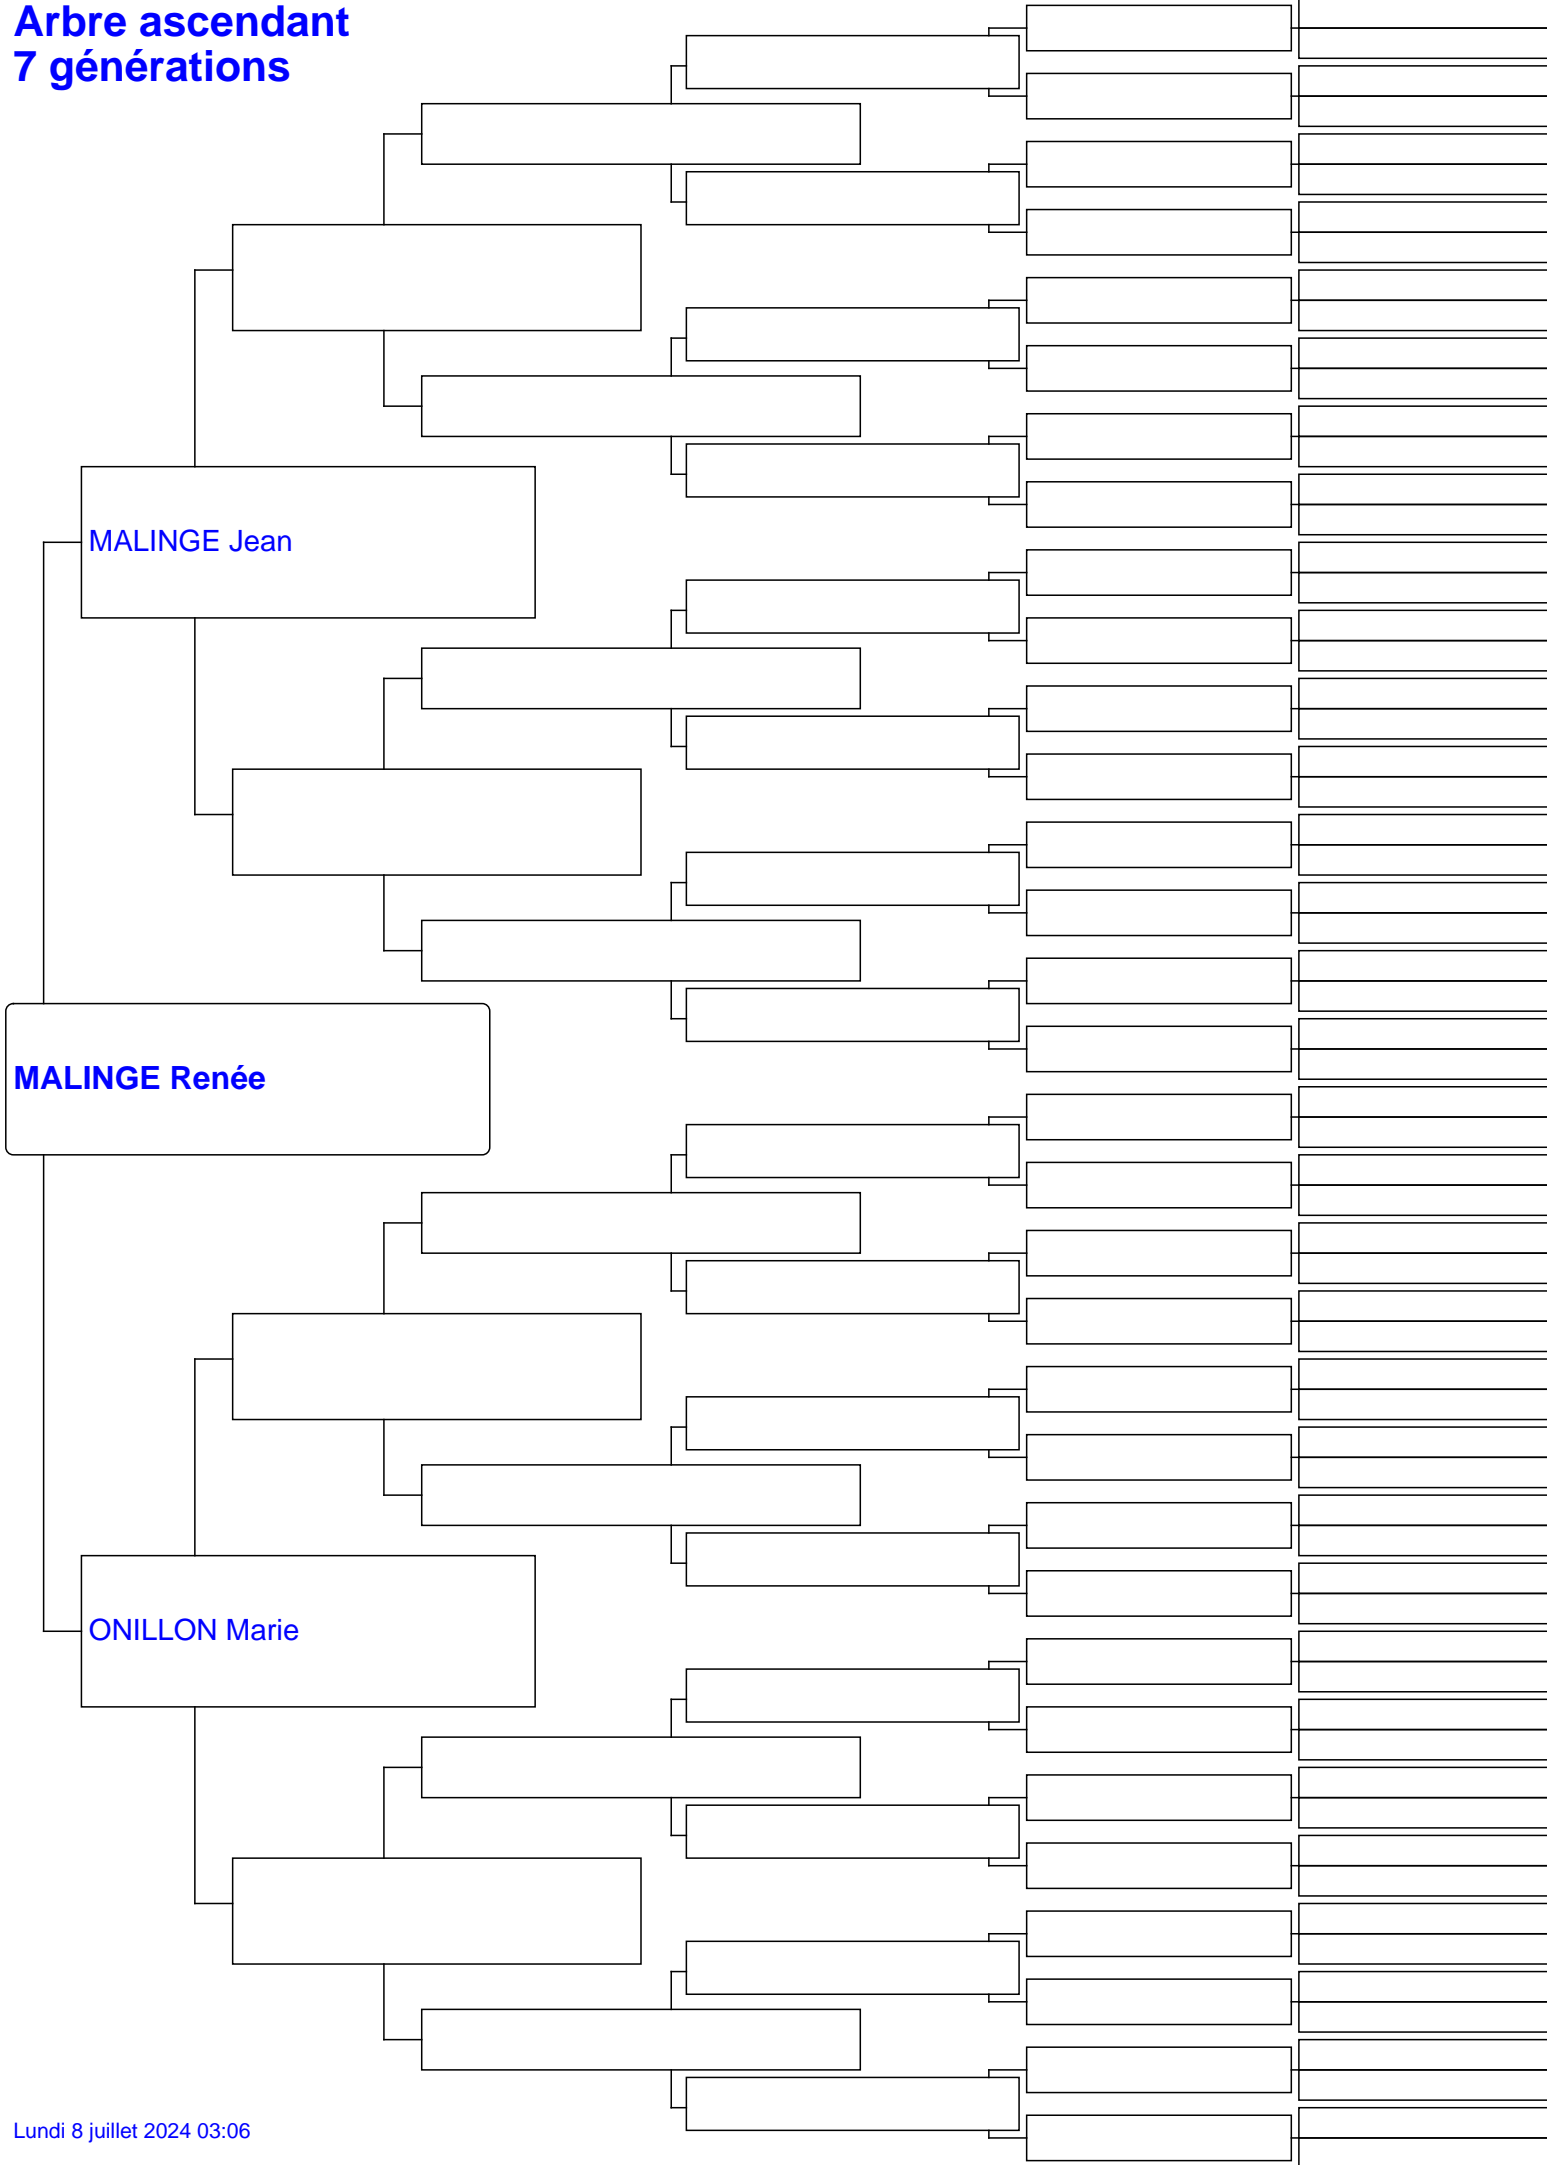 Arbre ascendant
7 générations
MALINGE Jean
MALINGE Renée
ONILLON Marie
Lundi 8 juillet 2024 03:06